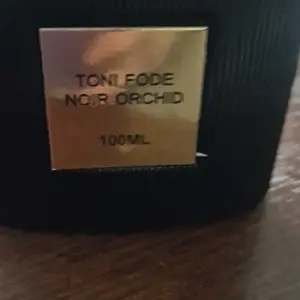 TONI FODE
NOIR ORCHID
100ML